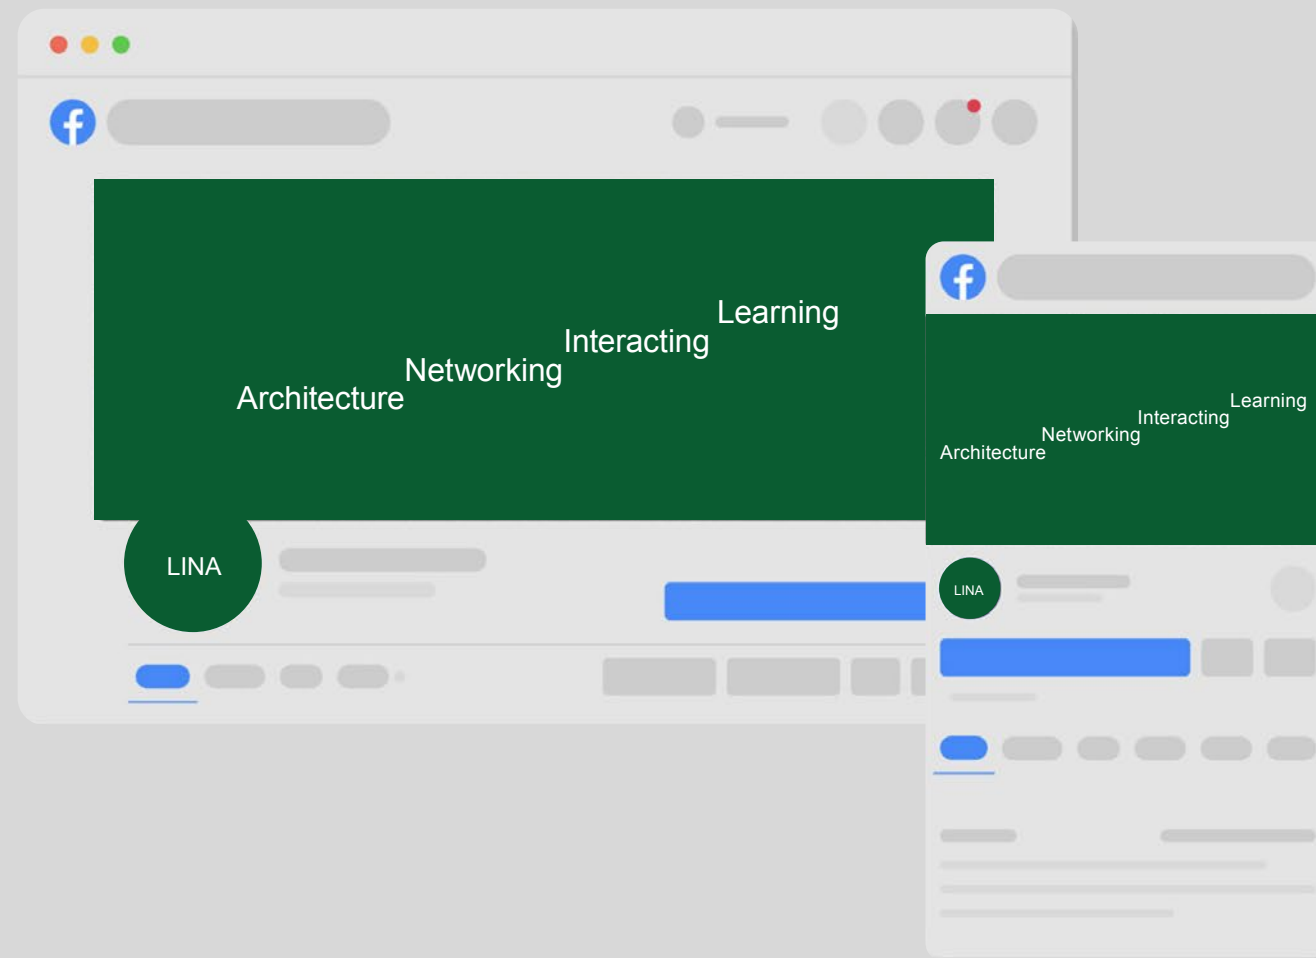 Learning
Interacting
Networking
Architecture
LINA
Learning
Interacting
Networking
Architecture
LINA